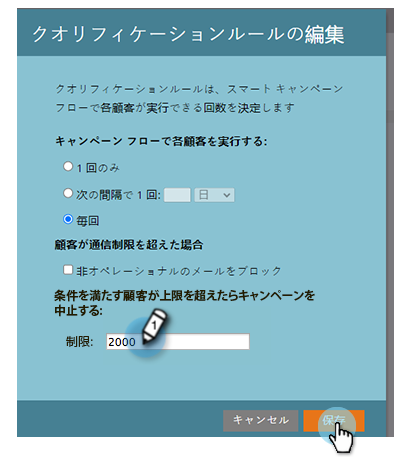 クオリフィケーションルールの編集
クオリフィケーションルールは、スマート キャンペーン
フローで各顧客が実行できる回数を決定します
キャンペーン フローで各顧客を実行する:
1 回のみ
次の間隔で 1 回: 日
毎回
顧客が通信制限を超えた場合
非オペレーショナルのメールをブロック
条件を満たす顧客が上限を超えたらキャンペーンを
中止する:
制限: 2000
1
キャンセル 保存